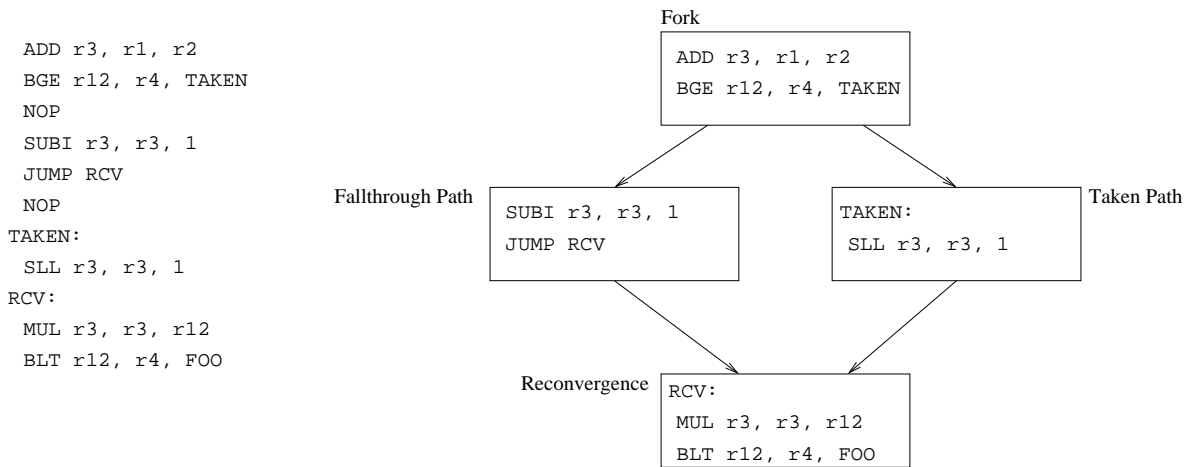 ADD r3, r1, r2
BGE r12, r4, TAKEN
NOP
SUBI r3, r3, 1
JUMP RCV
NOP
TAKEN:
SLL r3, r3, 1
RCV:
MUL r3, r3, r12
BLT r12, r4, FOO
Fork
ADD r3, r1, r2
BGE r12, r4, TAKEN
Fallthrough Path
SUBI r3, r3, 1
JUMP RCV
TAKEN:
SLL r3, r3, 1
Taken Path
Reconvergence
RCV:
MUL r3, r3, r12
BLT r12, r4, FOO